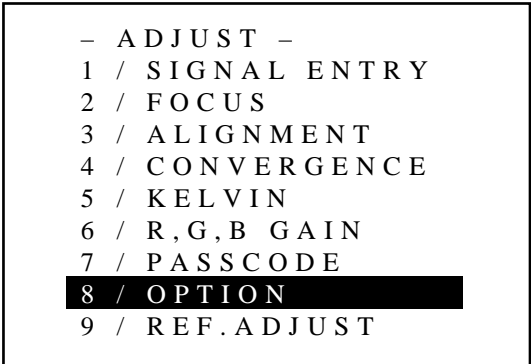 – ADJUST –
1 / SIGNAL ENTRY
2 / FOCUS
3 / ALIGNMENT
4 / CONVERGENCE
5 / KELVIN
6 / R,G,B GAIN
7 / PASSCODE
8 / OPTION
9 / REF.ADJUST